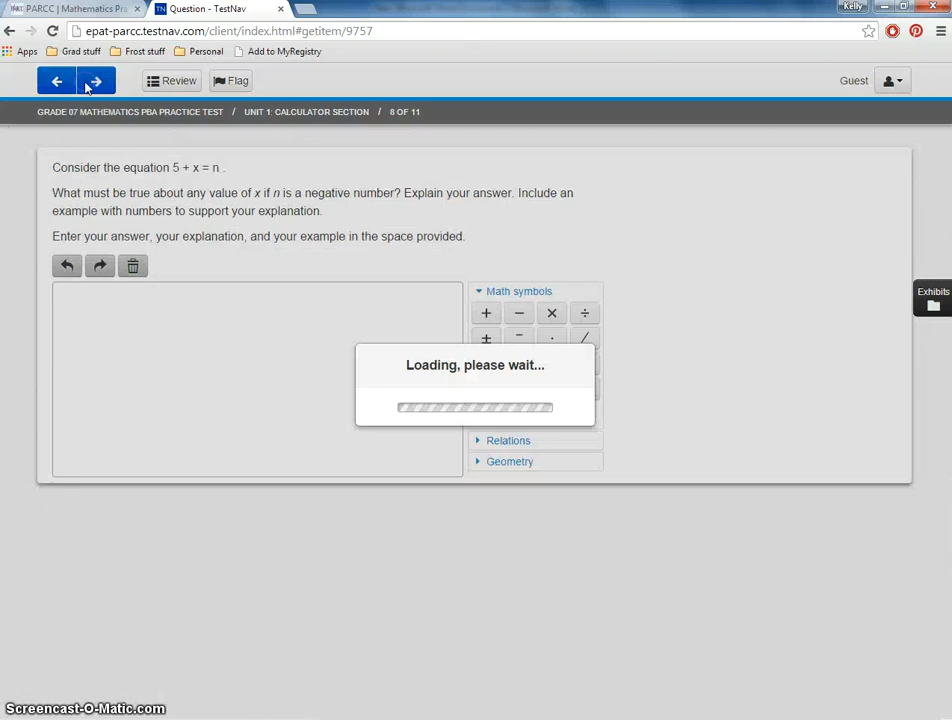 PARCC | Mathematics Pra
Question - TestNav
Kelly
epat-parcc.testnav.com/client/index.html#getitem/9757
Apps Grad stuff Frost stuff Personal Add to MyRegistry
Review Flag Guest
GRADE 07 MATHEMATICS PBA PRACTICE TEST / UNIT 1: CALCULATOR SECTION / 8 OF 11
Consider the equation 5 + x = n .
What must be true about any value of x if n is a negative number? Explain your answer. Include an
example with numbers to support your explanation.
Enter your answer, your explanation, and your example in the space provided.
Exhibits
Math symbols
+ − × ÷
± − · /
Loading, please wait...
Relations
Geometry
Screencast-O-Matic.com